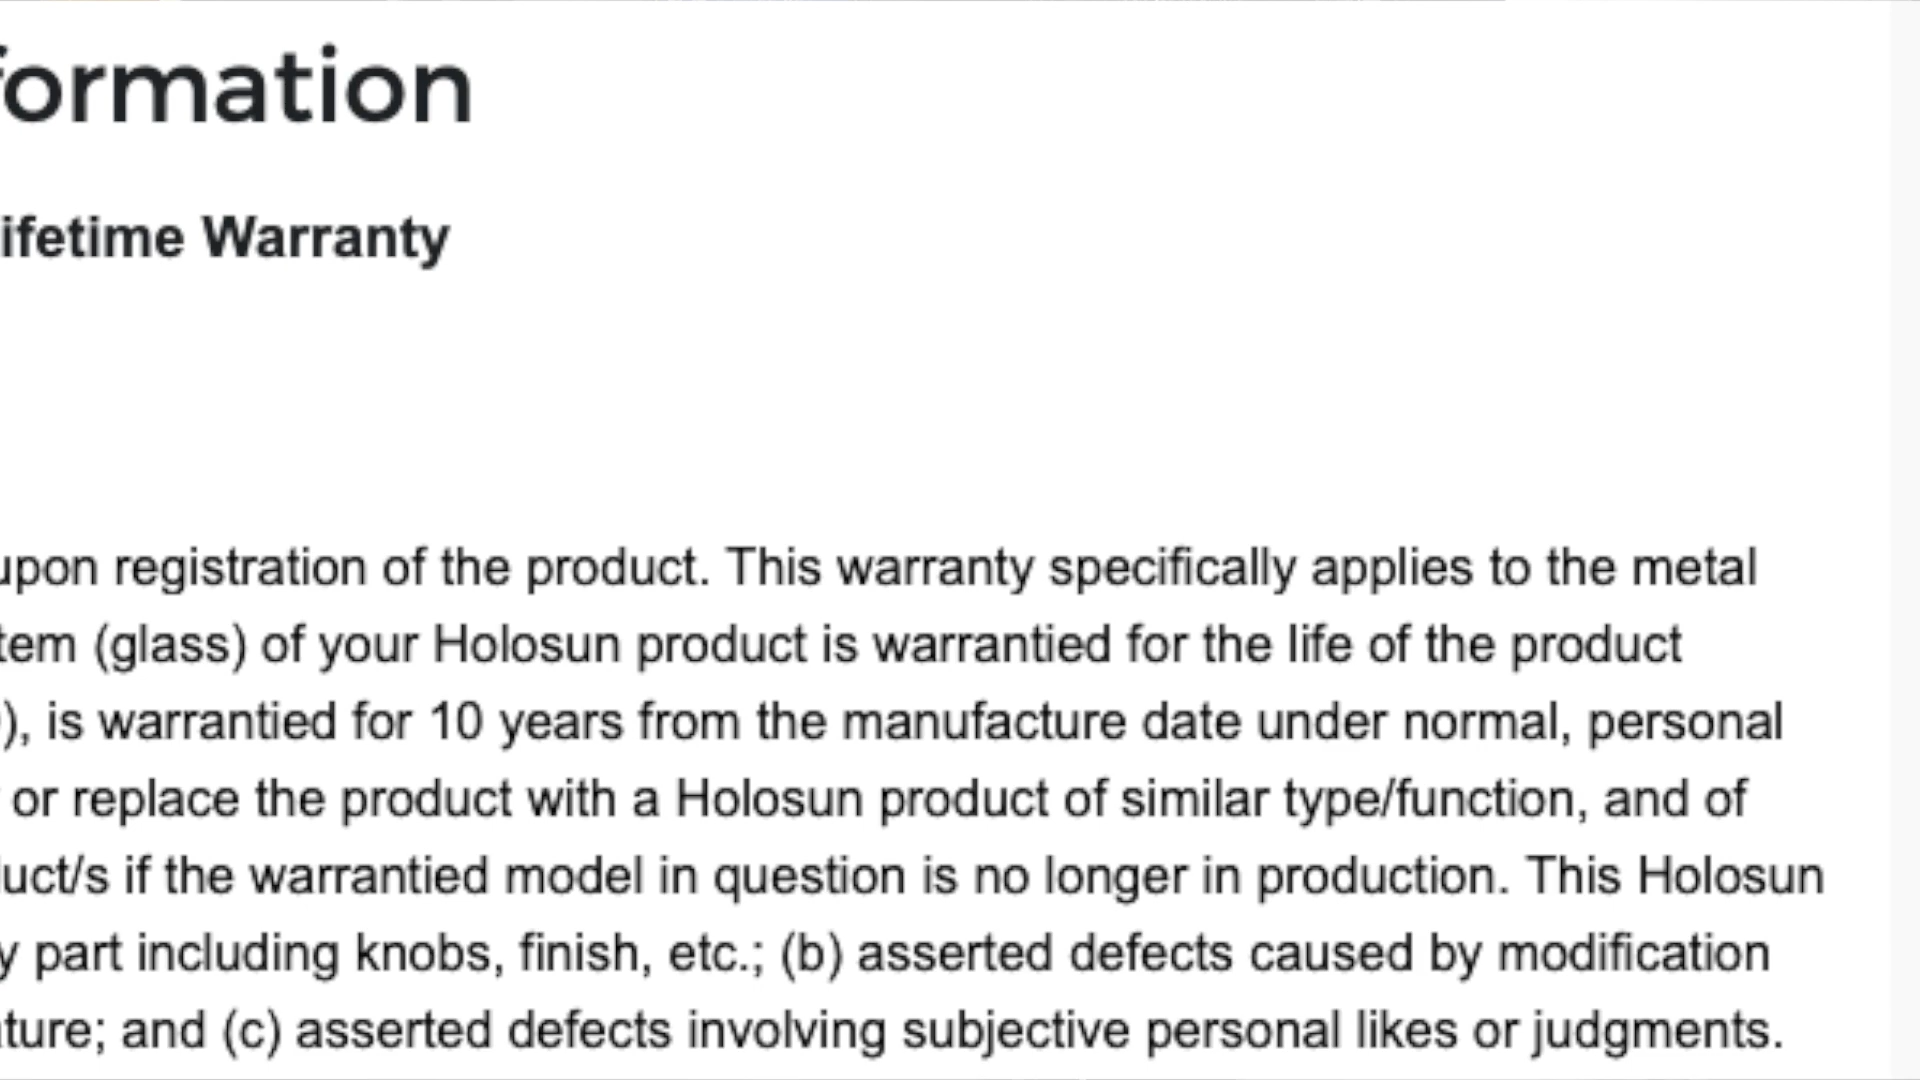 formation
ifetime Warranty
upon registration of the product. This warranty specifically applies to the metal
tem (glass) of your Holosun product is warrantied for the life of the product
), is warrantied for 10 years from the manufacture date under normal, personal
or replace the product with a Holosun product of similar type/function, and of
uct/s if the warrantied model in question is no longer in production. This Holosun
y part including knobs, finish, etc.; (b) asserted defects caused by modification
ture; and (c) asserted defects involving subjective personal likes or judgments.